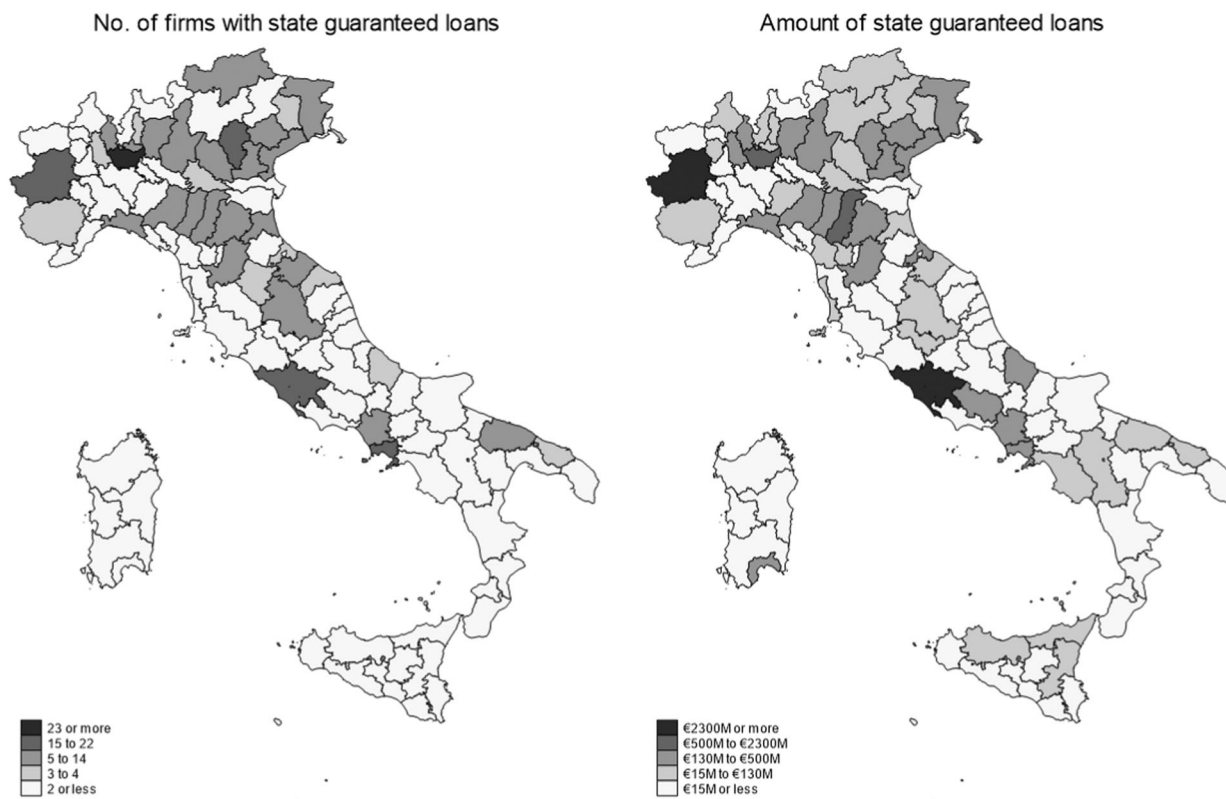 No. of firms with state guaranteed loans
Amount of state guaranteed loans
23 or more
15 to 22
5 to 14
3 to 4
2 or less
€2300M or more
€500M to €2300M
€130M to €500M
€15M to €130M
€15M or less